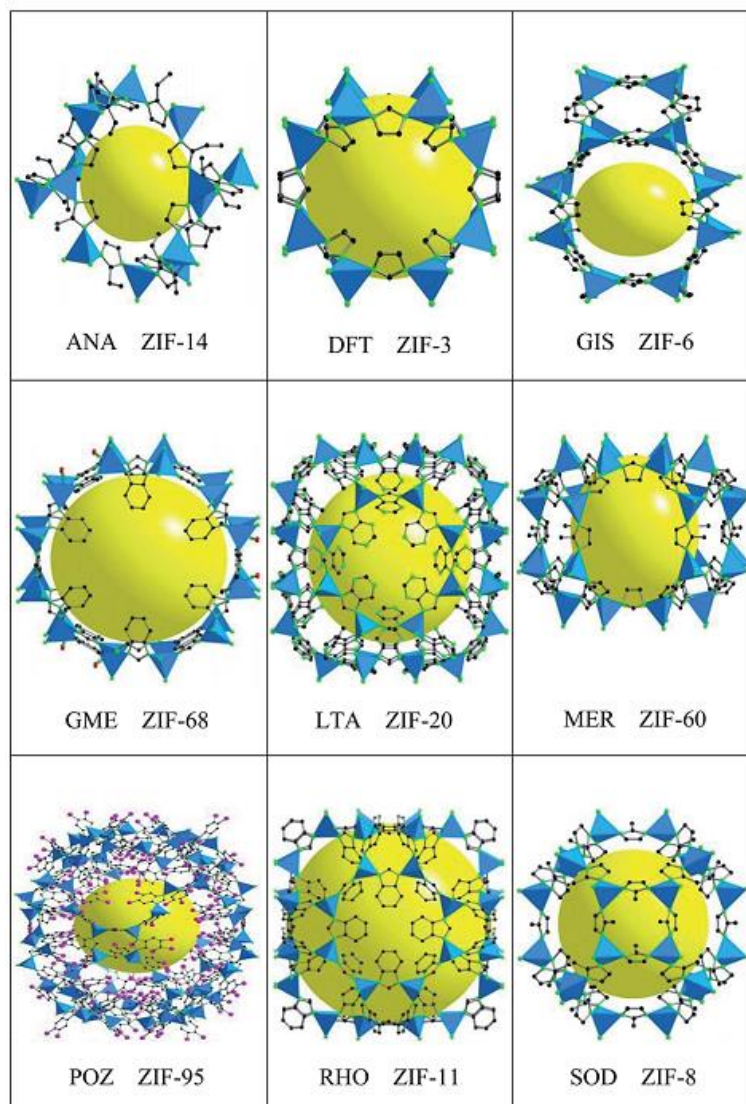 ANA ZIF-14
DFT ZIF-3
GIS ZIF-6
GME ZIF-68
LTA ZIF-20
MER ZIF-60
POZ ZIF-95
RHO ZIF-11
SOD ZIF-8